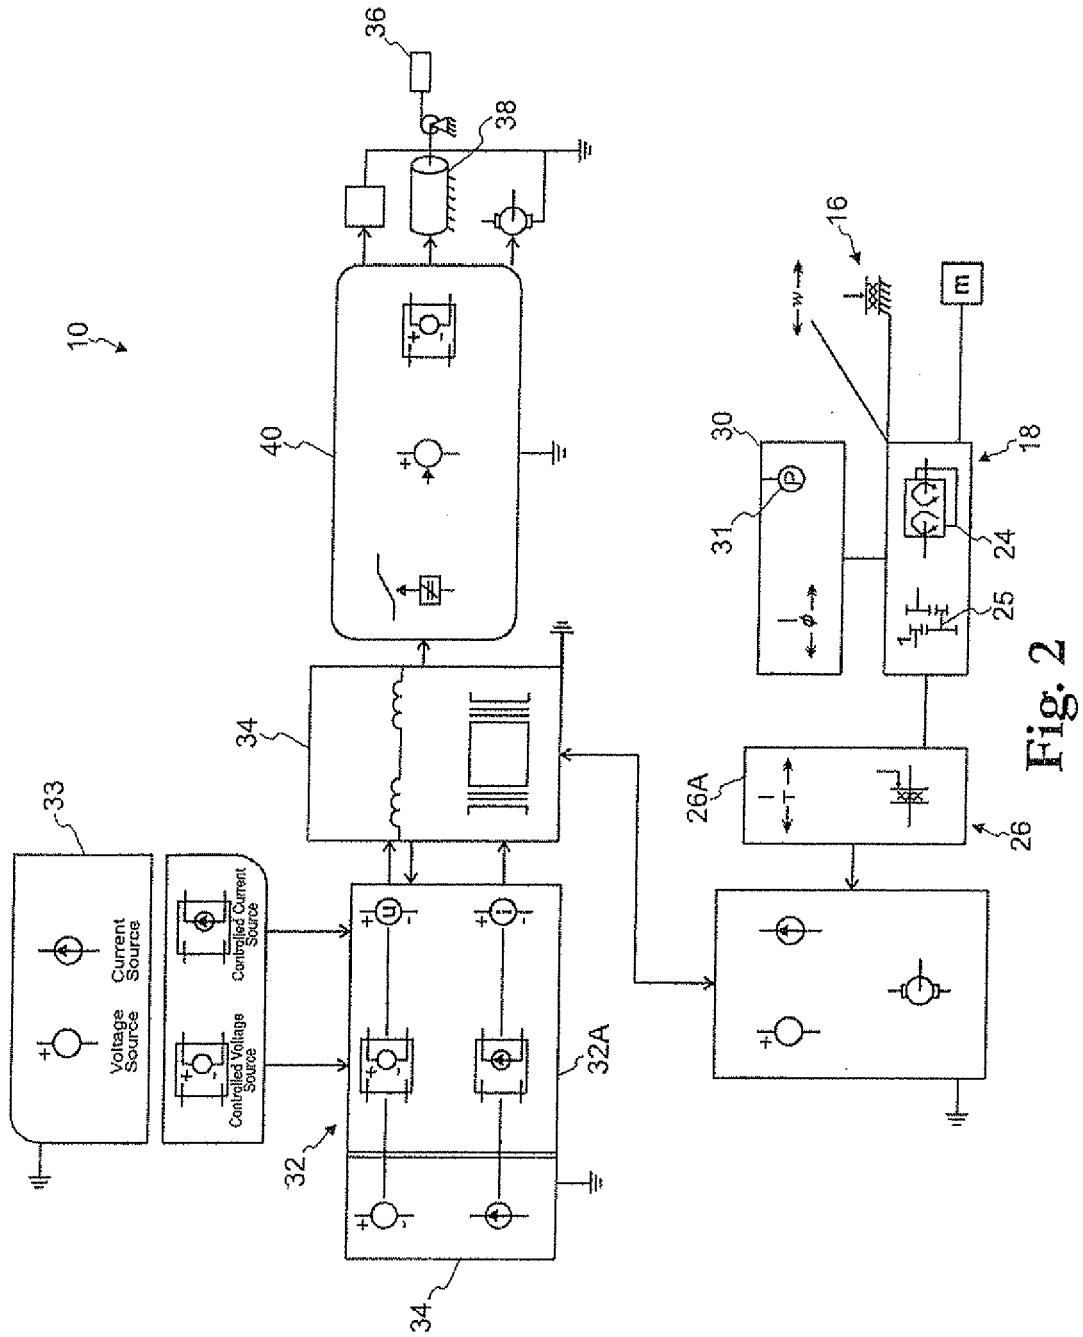 10
33
Voltage
Source
Current
Source
+
+
-
Controlled Voltage
Source
Controlled Current
Source
32
+
-
+
-
+
u
-
+
i
-
32A
34
34
40
+
+
-
36
38
+
26A
T
26
30
31
P
ϕ
w
16
m
1
25
24
18
Fig. 2